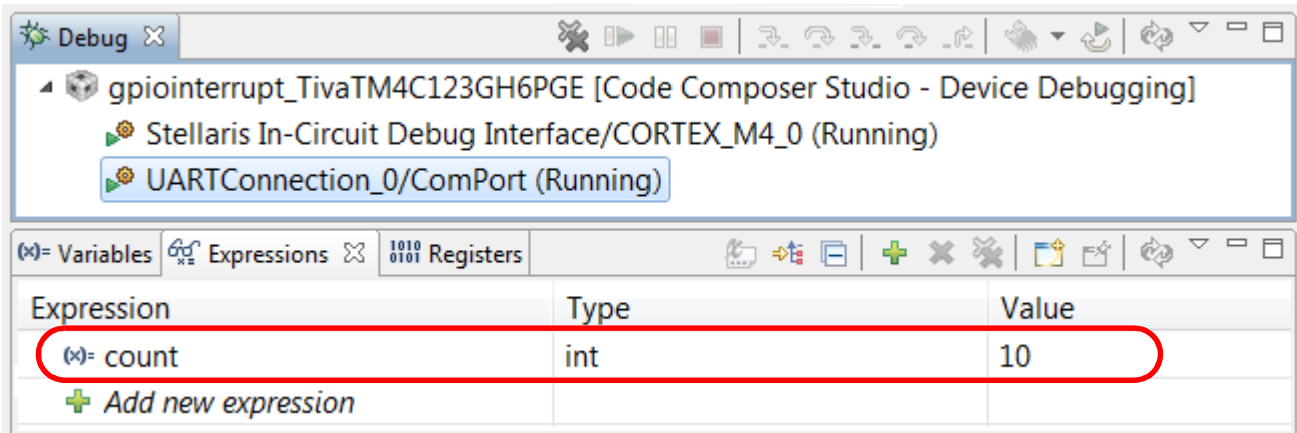 Debug
gpiointerrupt_TivaTM4C123GH6PGE [Code Composer Studio - Device Debugging]
Stellaris In-Circuit Debug Interface/CORTEX_M4_0 (Running)
UARTConnection_0/ComPort (Running)
(x)= Variables Expressions 1010 0101 Registers
Expression Type Value
(x)= count int 10
Add new expression